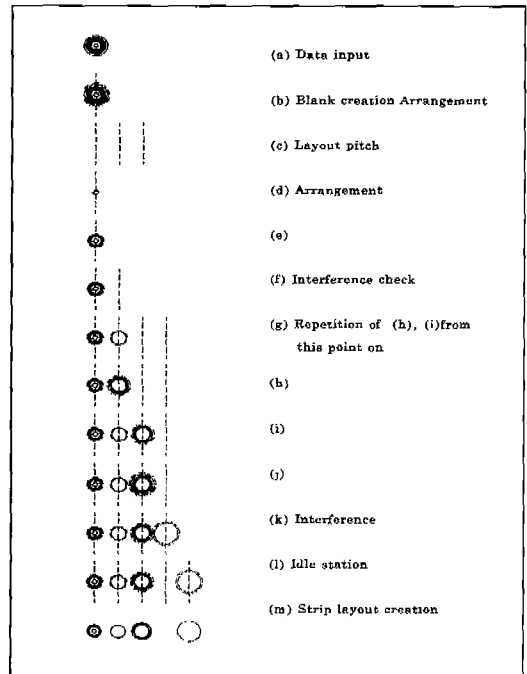 (a) Data input
(b) Blank creation Arrangement
(c) Layout pitch
(d) Arrangement
(e)
(f) Interference check
(g) Repetition of (h), (i)from
this point on
(h)
(i)
(j)
(k) Interference
(l) Idle station
(m) Strip layout creation